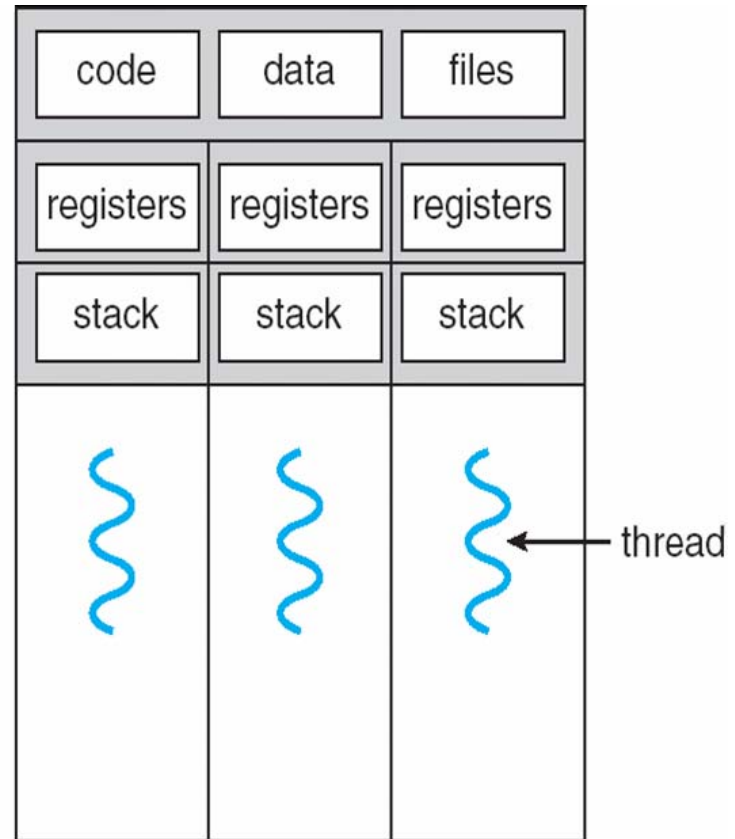 code data files
registers registers registers
stack stack stack
thread